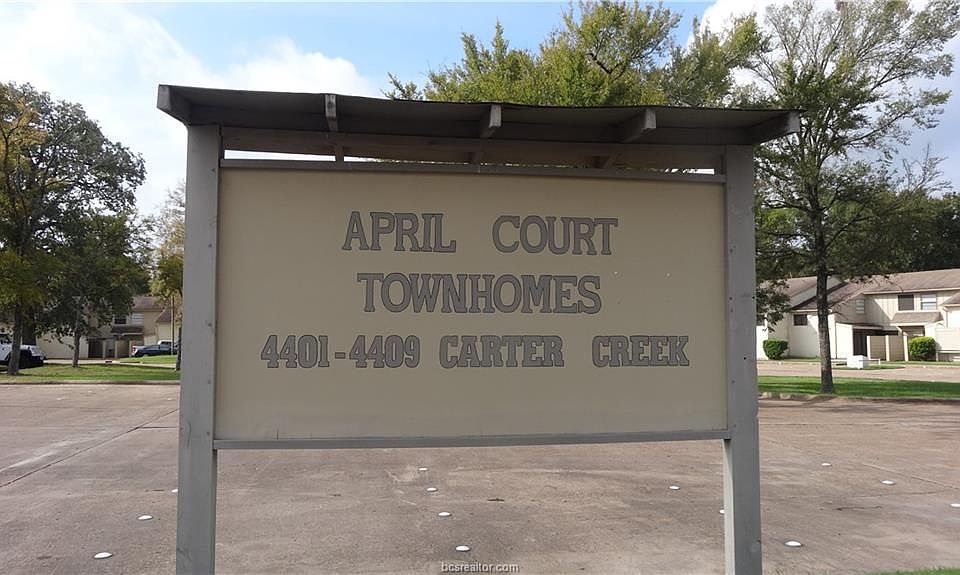 APRIL COURT
TOWNHOMES
4401-4409 CARTER CREEK
bcsrealtor.com